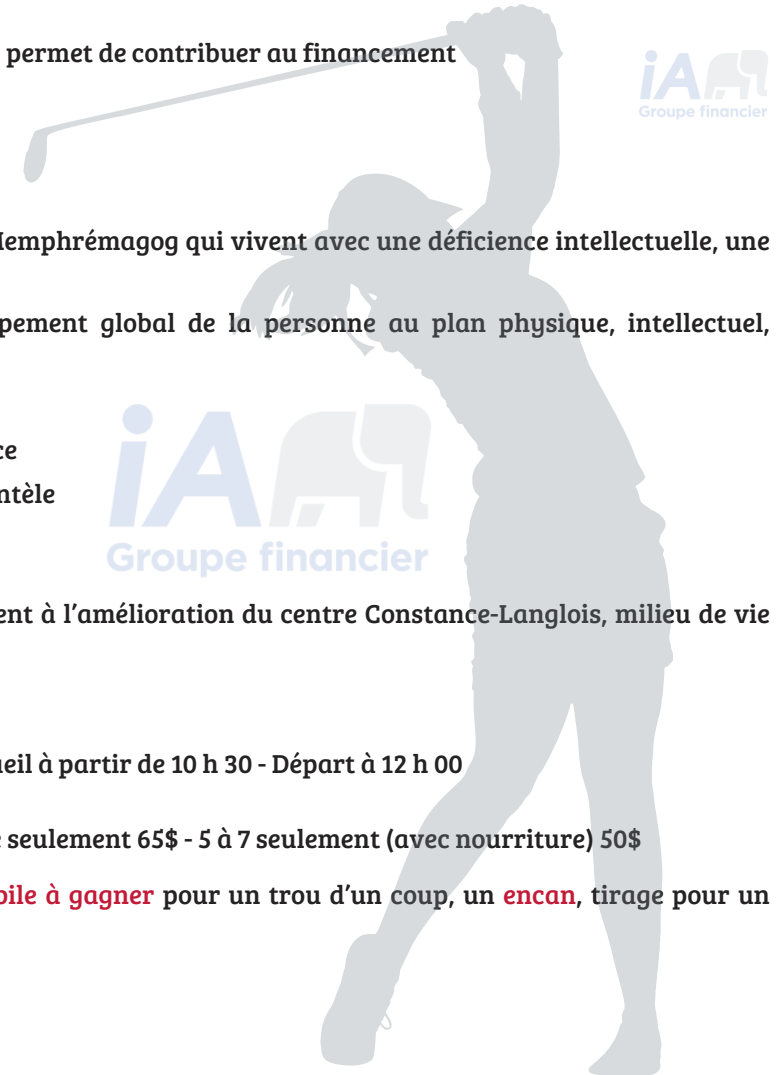 permet de contribuer au financement
iA
Groupe financier
Memphrémagog qui vivent avec une déficience intellectuelle, une
pement global de la personne au plan physique, intellectuel,
ce
ntèle
iA
Groupe financier
ent à l'amélioration du centre Constance-Langlois, milieu de vie
ueil à partir de 10 h 30 - Départ à 12 h 00
e seulement 65$ - 5 à 7 seulement (avec nourriture) 50$
bile à gagner pour un trou d'un coup, un encan, tirage pour un